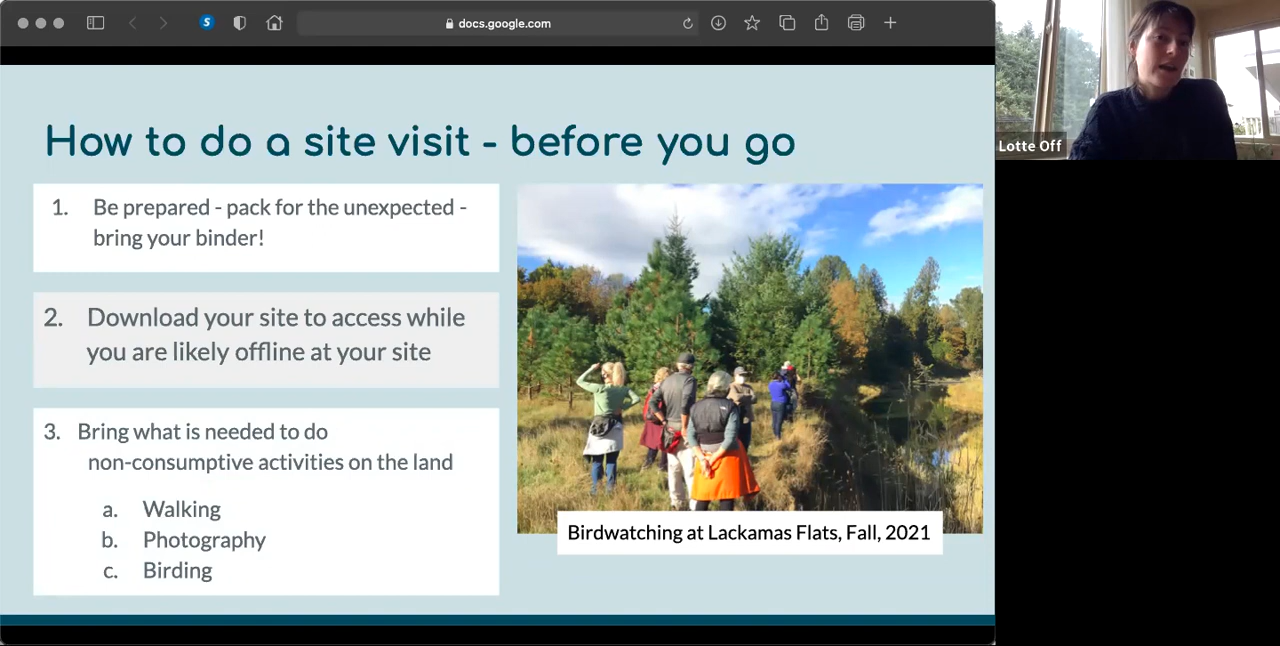 docs.google.com
Lotte Off
How to do a site visit - before you go
1. Be prepared - pack for the unexpected -
bring your binder!
2. Download your site to access while
you are likely offline at your site
3. Bring what is needed to do
non-consumptive activities on the land
a. Walking
b. Photography
c. Birding
Birdwatching at Lackamas Flats, Fall, 2021